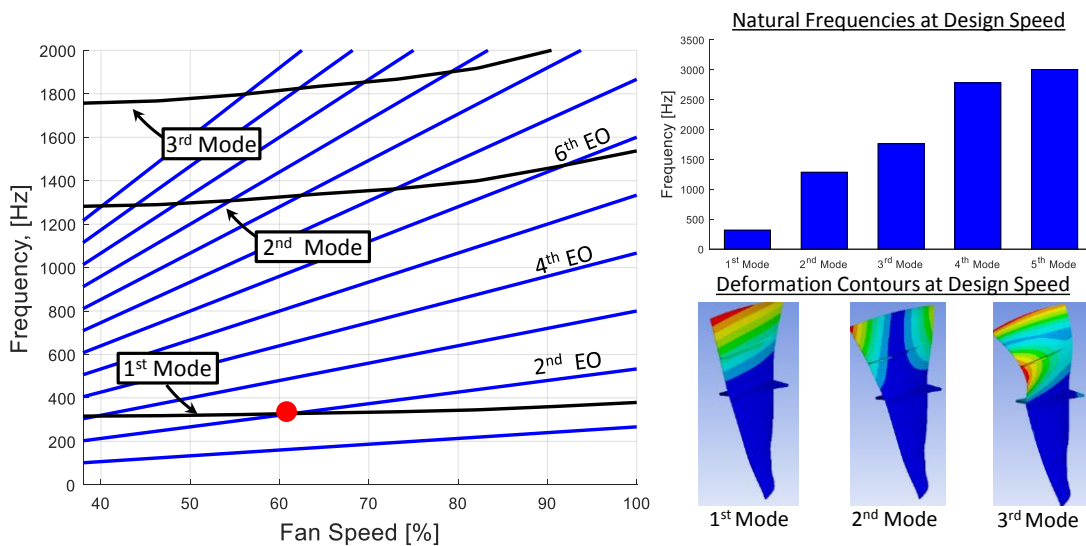 2000
1800
1600
1400
1200
1000
800
600
400
200
0
Frequency, [Hz]
3rd Mode
2nd Mode
1st Mode
6th EO
4th EO
2nd EO
40
50
60
70
80
90
100
Fan Speed [%]
Natural Frequencies at Design Speed
3500
3000
2500
2000
1500
1000
500
0
Frequency [Hz]
1st Mode
2nd Mode
3rd Mode
4th Mode
5th Mode
Deformation Contours at Design Speed
1st Mode
2nd Mode
3rd Mode